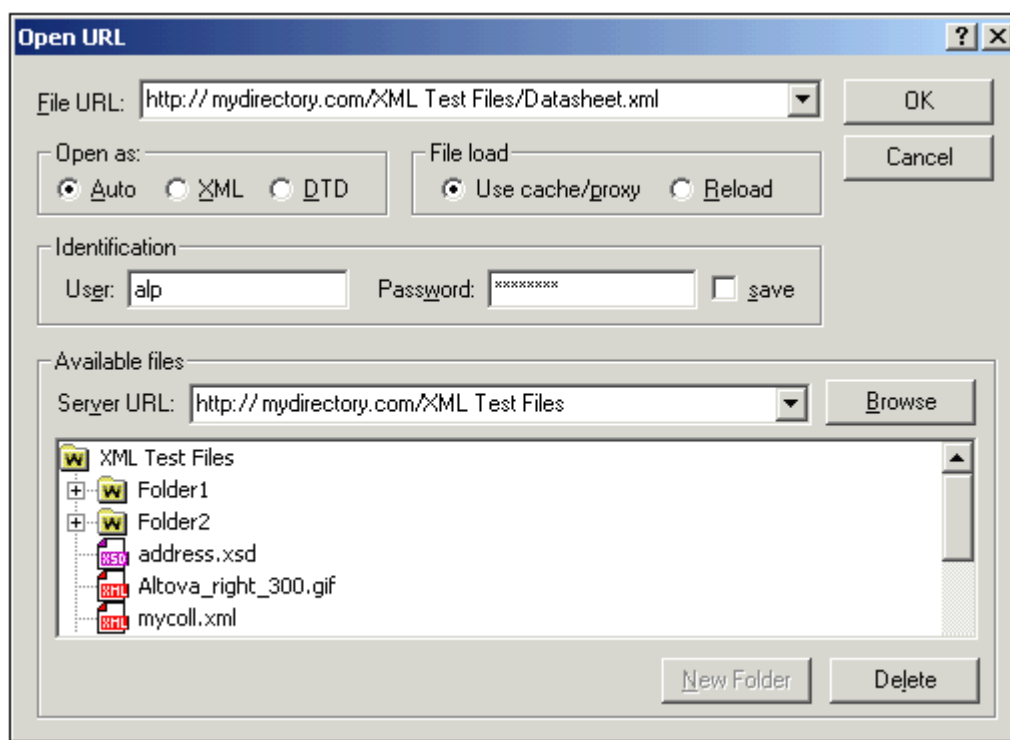 Open URL
File URL: http://mydirectory.com/XML Test Files/Datasheet.xml OK
Open as: File load Cancel
Auto XML DTD Use cache/proxy Reload
Identification
User: alp Password: ******** save
Available files
Server URL: http://mydirectory.com/XML Test Files Browse
XML Test Files
Folder1
Folder2
address.xsd
Altova_right_300.gif
mycoll.xml
New Folder Delete